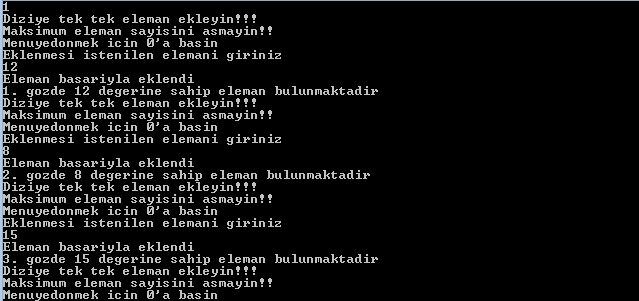 1
Diziye tek tek eleman ekleyin!!!
Maksimum eleman sayisini asmayin!!
Menuyedonmek icin 0'a basin
Eklenmesi istenilen elemani giriniz
12
Eleman basariyla eklendi
1. gozde 12 degerine sahip eleman bulunmaktadir
Diziye tek tek eleman ekleyin!!!
Maksimum eleman sayisini asmayin!!
Menuyedonmek icin 0'a basin
Eklenmesi istenilen elemani giriniz
8
Eleman basariyla eklendi
2. gozde 8 degerine sahip eleman bulunmaktadir
Diziye tek tek eleman ekleyin!!!
Maksimum eleman sayisini asmayin!!
Menuyedonmek icin 0'a basin
Eklenmesi istenilen elemani giriniz
15
Eleman basariyla eklendi
3. gozde 15 degerine sahip eleman bulunmaktadir
Diziye tek tek eleman ekleyin!!!
Maksimum eleman sayisini asmayin!!
Menuyedonmek icin 0'a basin